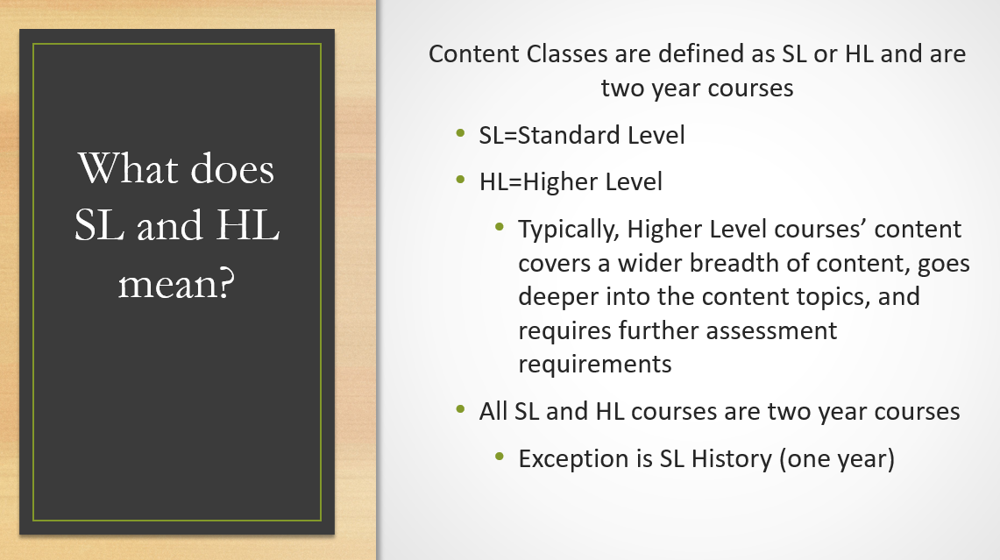 What does
SL and HL
mean?
Content Classes are defined as SL or HL and are
two year courses
• SL=Standard Level
• HL=Higher Level
• Typically, Higher Level courses’ content
covers a wider breadth of content, goes
deeper into the content topics, and
requires further assessment
requirements
• All SL and HL courses are two year courses
• Exception is SL History (one year)